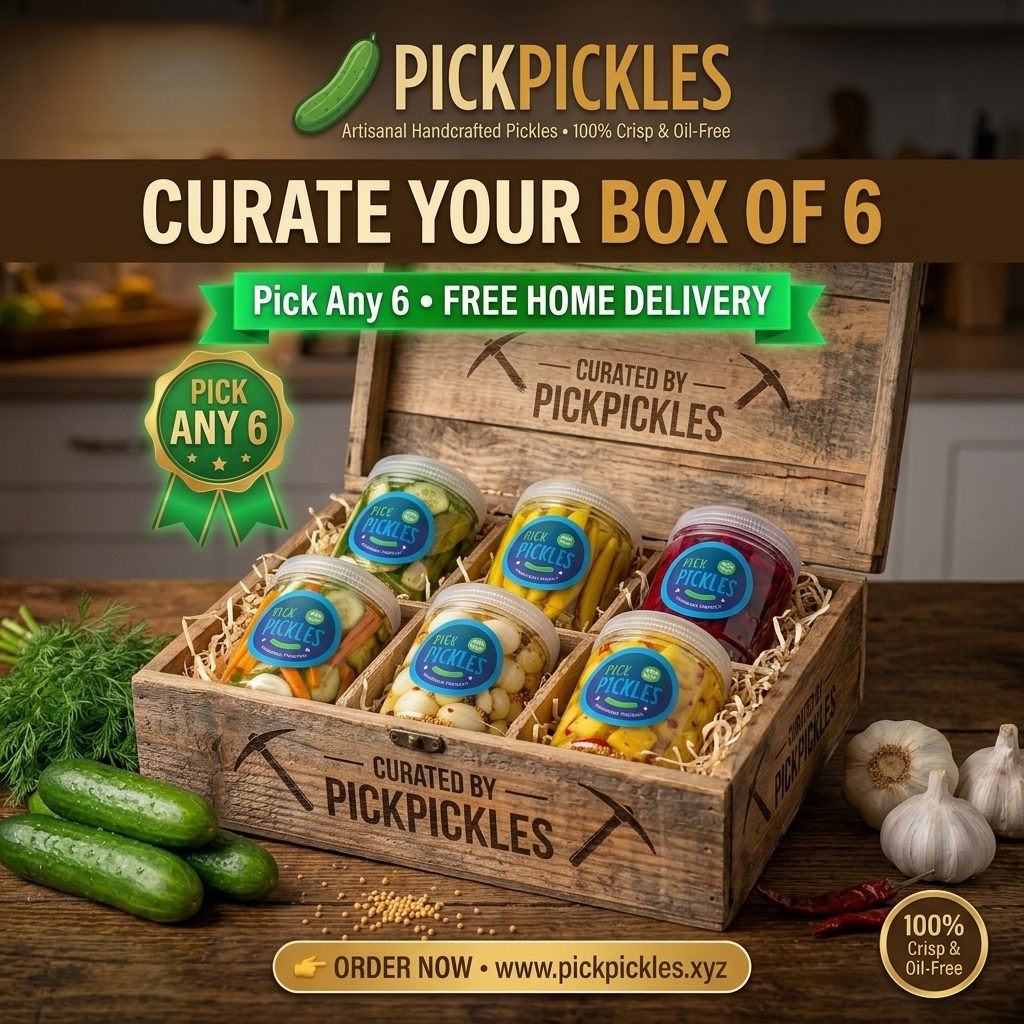 PICKPICKLES
Artisanal Handcrafted Pickles • 100% Crisp & Oil-Free
CURATE YOUR BOX OF 6
Pick Any 6 • FREE HOME DELIVERY
PICK
ANY 6
CURATED BY
PICKPICKLES
PICK
PICKLES
PICK
PICKLES
PICK
PICKLES
PICK
PICKLES
PICK
PICKLES
PICK
PICKLES
CURATED BY
PICKPICKLES
CURATED BY
PICKPICKLES
100%
Crisp &
Oil-Free
👉 ORDER NOW • www.pickpickles.xyz